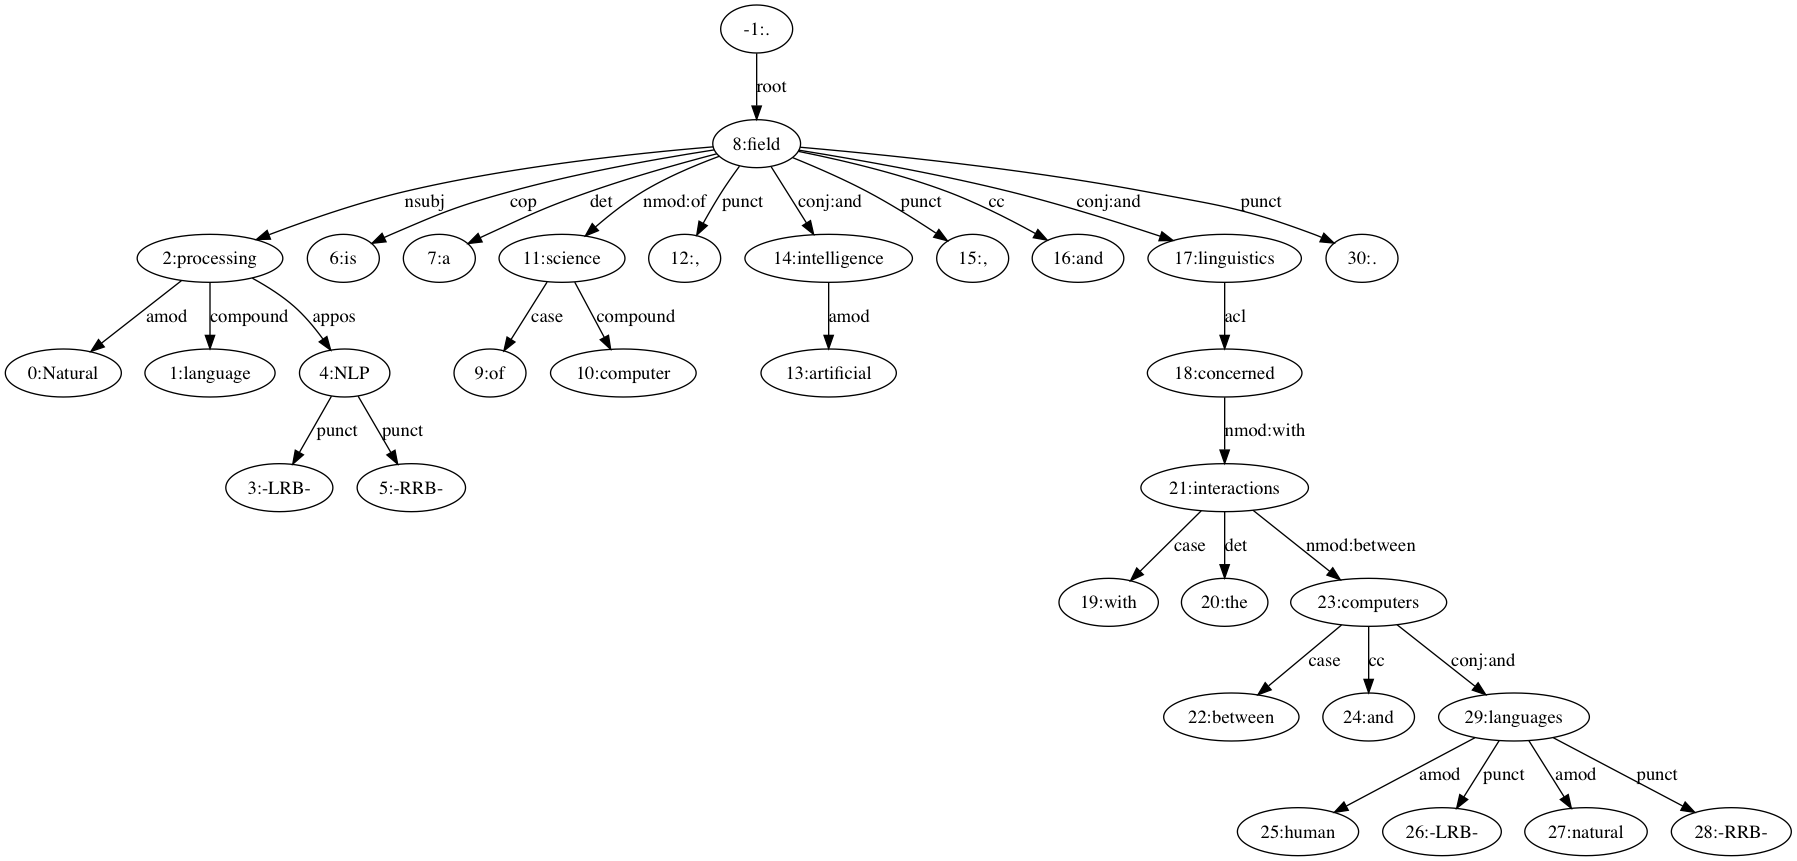 -1:.
root
8:field
nsubj cop det nmod:of punct conj:and punct cc conj:and punct
2:processing 6:is 7:a 11:science 12:, 14:intelligence 15:, 16:and 17:linguistics 30:.
amod compound appos case compound amod acl
0:Natural 1:language 4:NLP 9:of 10:computer 13:artificial 18:concerned
punct punct nmod:with
3:-LRB- 5:-RRB- 21:interactions
case det nmod:between
19:with 20:the 23:computers
case cc conj:and
22:between 24:and 29:languages
amod punct amod punct
25:human 26:-LRB- 27:natural 28:-RRB-